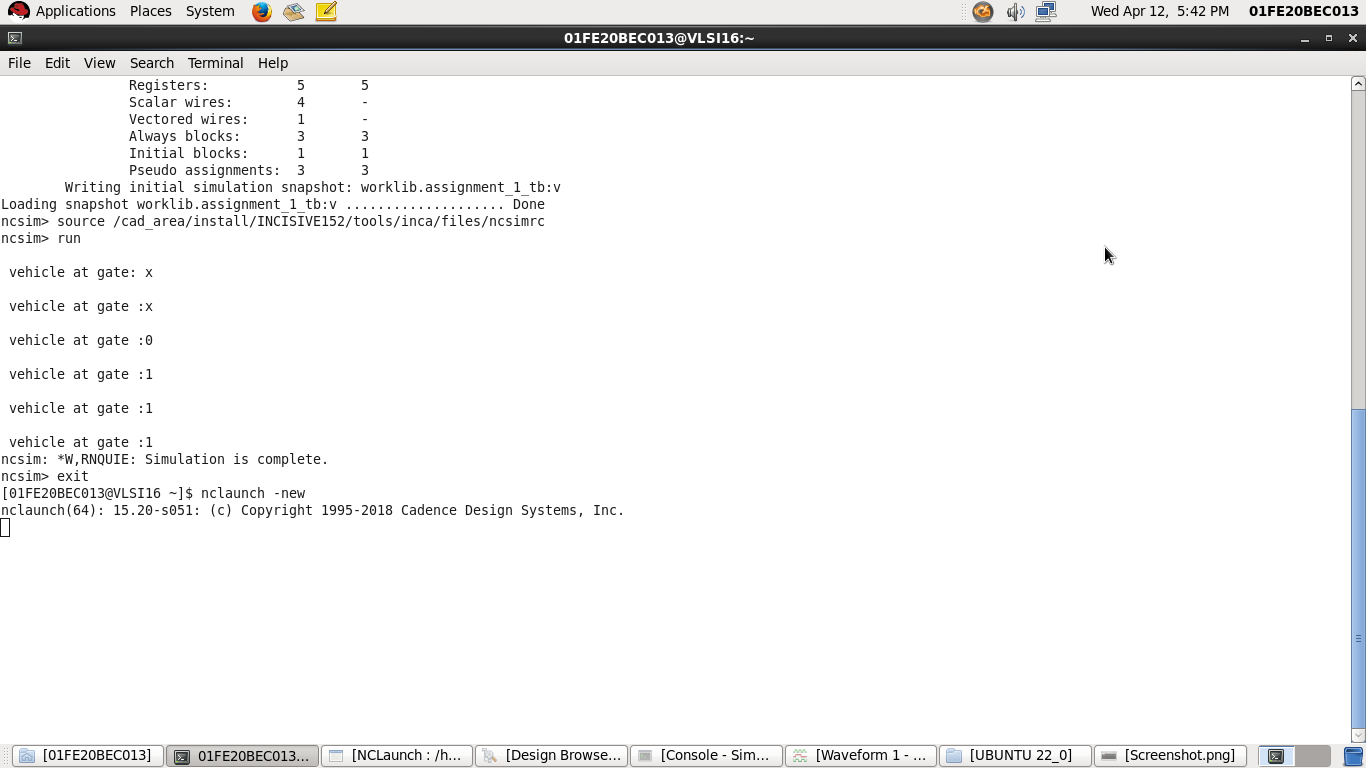 Applications Places System Wed Apr 12, 5:42 PM 01FE20BEC013
01FE20BEC013@VLSI16:~
File Edit View Search Terminal Help
Registers: 5 5
Scalar wires: 4 -
Vectored wires: 1 -
Always blocks: 3 3
Initial blocks: 1 1
Pseudo assignments: 3 3
Writing initial simulation snapshot: worklib.assignment_1_tb:v
Loading snapshot worklib.assignment_1_tb:v .................... Done
ncsim> source /cad_area/install/INCISIVE152/tools/inca/files/ncsimrc
ncsim> run
vehicle at gate: x
vehicle at gate :x
vehicle at gate :0
vehicle at gate :1
vehicle at gate :1
vehicle at gate :1
ncsim: *W,RNQUIE: Simulation is complete.
ncsim> exit
[01FE20BEC013@VLSI16 ~]$ nclaunch -new
nclaunch(64): 15.20-s051: (c) Copyright 1995-2018 Cadence Design Systems, Inc.
[01FE20BEC013] 01FE20BEC013... [NCLaunch : /h... [Design Browse... [Console - Sim... [Waveform 1 - ... [UBUNTU 22_0] [Screenshot.png]